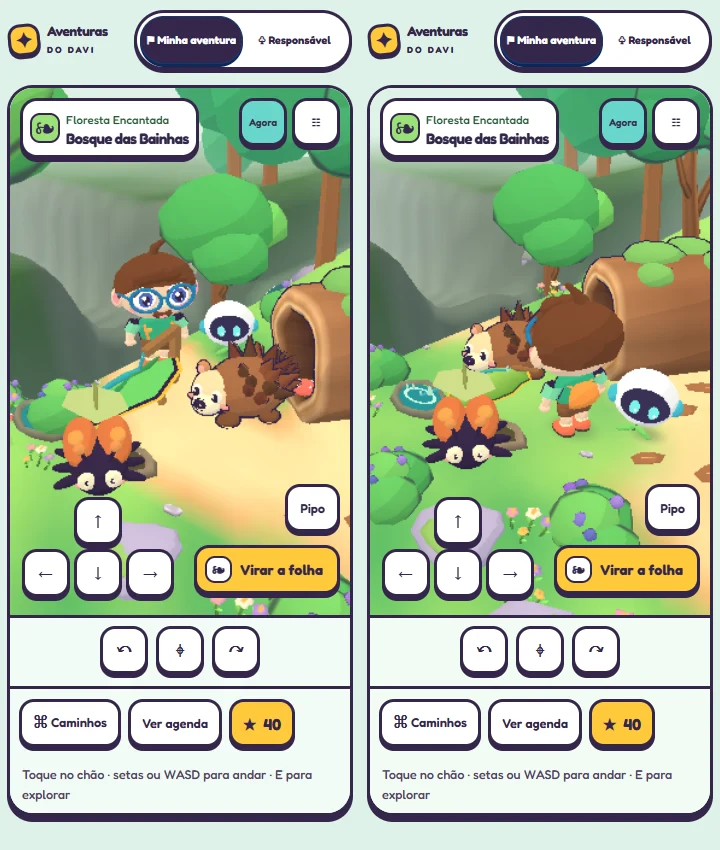 Aventuras
DO DAVI
Minha aventura
Responsável
Floresta Encantada
Bosque das Bainhas
Agora
Pipo
Virar a folha
Caminhos
Ver agenda
★ 40
Toque no chão · setas ou WASD para andar · E para
explorar
Aventuras
DO DAVI
Minha aventura
Responsável
Floresta Encantada
Bosque das Bainhas
Agora
Pipo
Virar a folha
Caminhos
Ver agenda
★ 40
Toque no chão · setas ou WASD para andar · E para
explorar